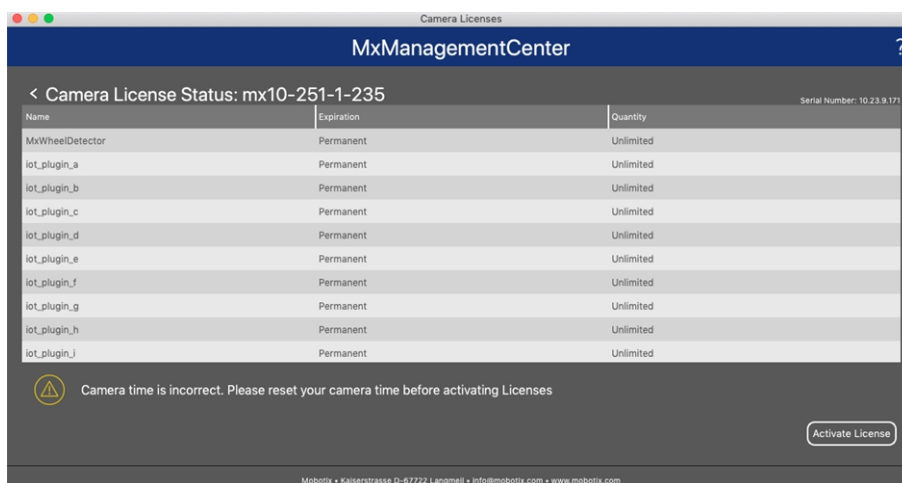 Camera Licenses
MxManagementCenter
?
< Camera License Status: mx10-251-1-235
Serial Number: 10.23.9.171
Name Expiration Quantity
MxWheelDetector Permanent Unlimited
iot_plugin_a Permanent Unlimited
iot_plugin_b Permanent Unlimited
iot_plugin_c Permanent Unlimited
iot_plugin_d Permanent Unlimited
iot_plugin_e Permanent Unlimited
iot_plugin_f Permanent Unlimited
iot_plugin_g Permanent Unlimited
iot_plugin_h Permanent Unlimited
iot_plugin_i Permanent Unlimited
Camera time is incorrect. Please reset your camera time before activating Licenses
Activate License
Mobotix • Kaiserstrasse D-67722 Langmeil • info@mobotix.com • www.mobotix.com